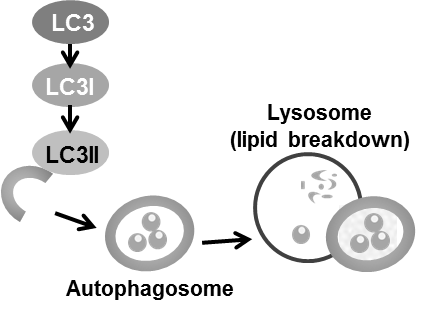 LC3
LC3I
LC3II
Lysosome
(lipid breakdown)
Autophagosome